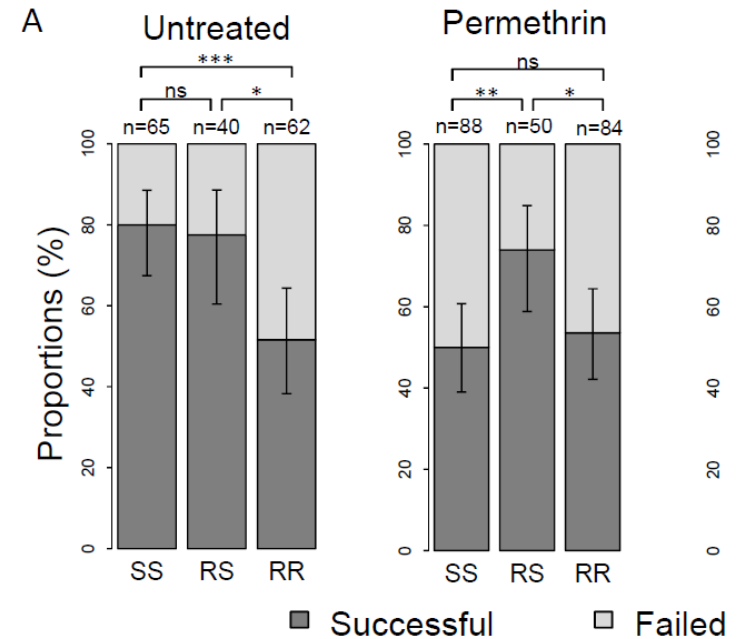 A
Untreated
Permethrin
***
ns
ns
*
**
*
n=65 n=40 n=62
n=88 n=50 n=84
Proportions (%)
100
80
60
40
20
0
100
80
60
40
20
0
100
80
60
40
20
0
SS RS RR
SS RS RR
Successful
Failed